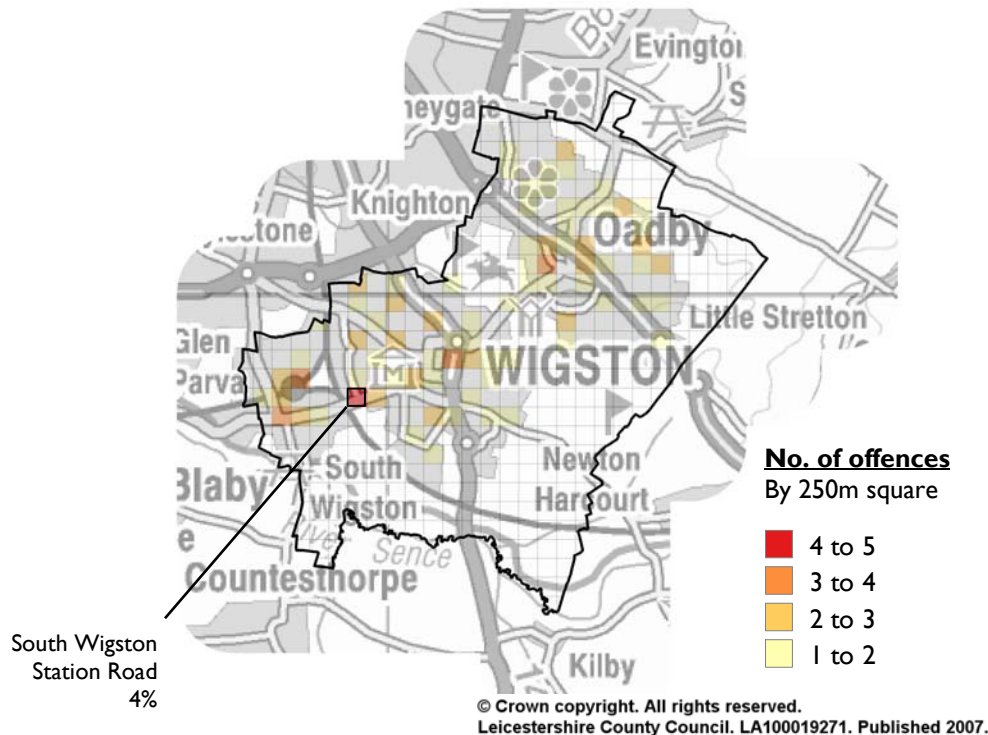 Knighton
Oadby
Little Stretton
Glen
Parva
WIGSTON
South
Wigston
Newton
Harcourt
Blaby
Sence
Countesthorpe
Kilby
South Wigston
Station Road
4%
No. of offences
By 250m square
4 to 5
3 to 4
2 to 3
1 to 2
© Crown copyright. All rights reserved.
Leicestershire County Council. LA100019271. Published 2007.